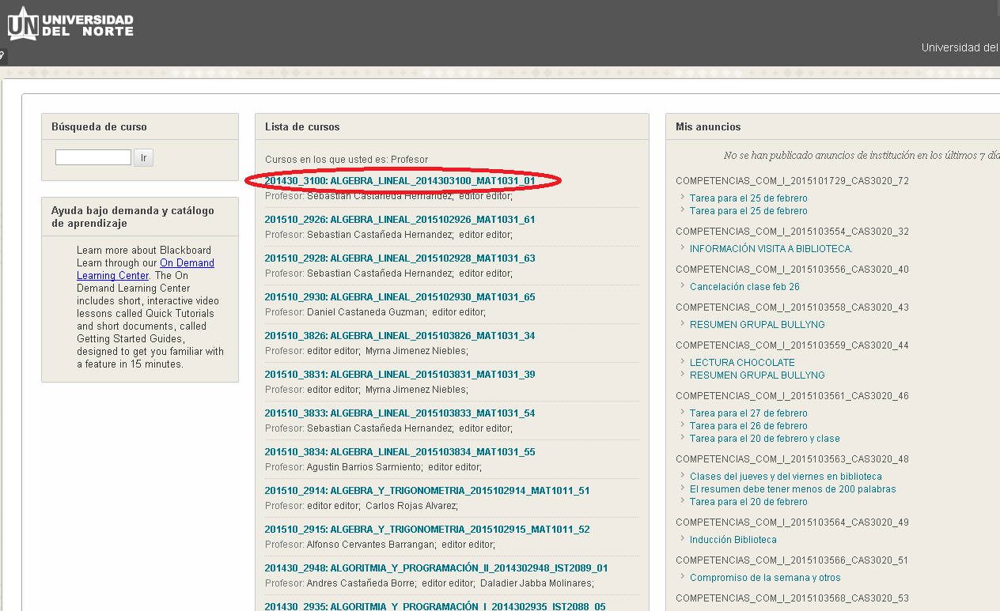 UN UNIVERSIDAD
DEL NORTE
Universidad del
Búsqueda de curso
Ir
Ayuda bajo demanda y catálogo
de aprendizaje
Learn more about Blackboard
Learn through our On Demand
Learning Center. The On
Demand Learning Center
includes short, interactive video
lessons called Quick Tutorials
and short documents, called
Getting Started Guides,
designed to get you familiar with
a feature in 15 minutes.
Lista de cursos
Cursos en los que usted es: Profesor
201430_3100: ALGEBRA_LINEAL_2014303100_MAT1031_01
Profesor: Sebastian Castañeda Hernandez; editor editor;
201510_2926: ALGEBRA_LINEAL_2015102926_MAT1031_61
Profesor: Sebastian Castañeda Hernandez; editor editor;
201510_2928: ALGEBRA_LINEAL_2015102928_MAT1031_63
Profesor: Sebastian Castañeda Hernandez; editor editor;
201510_2930: ALGEBRA_LINEAL_2015102930_MAT1031_65
Profesor: Daniel Castaneda Guzman; editor editor;
201510_3826: ALGEBRA_LINEAL_2015103826_MAT1031_34
Profesor: editor editor; Myrna Jimenez Niebles;
201510_3831: ALGEBRA_LINEAL_2015103831_MAT1031_39
Profesor: editor editor; Myrna Jimenez Niebles;
201510_3833: ALGEBRA_LINEAL_2015103833_MAT1031_54
Profesor: Sebastian Castañeda Hernandez; editor editor;
201510_3834: ALGEBRA_LINEAL_2015103834_MAT1031_55
Profesor: Agustin Barrios Sarmiento; editor editor;
201510_2914: ALGEBRA_Y_TRIGONOMETRIA_2015102914_MAT1011_51
Profesor: editor editor; Carlos Rojas Alvarez;
201510_2915: ALGEBRA_Y_TRIGONOMETRIA_2015102915_MAT1011_52
Profesor: Alfonso Cervantes Barrangan; editor editor;
201430_2948: ALGORITMIA_Y_PROGRAMACIÓN_II_2014302948_IST2089_01
Profesor: Andres Castañeda Borre; editor editor; Daladier Jabba Molinares;
201430_2935: ALGORITMIA_Y_PROGRAMACIÓN_I_2014302935_IST2088_05
Mis anuncios
No se han publicado anuncios de institución en los últimos 7 día
COMPETENCIAS_COM_I_2015101729_CAS3020_72
Tarea para el 25 de febrero
Tarea para el 25 de febrero
COMPETENCIAS_COM_I_2015103554_CAS3020_32
INFORMACIÓN VISITA A BIBLIOTECA.
COMPETENCIAS_COM_I_2015103556_CAS3020_40
Cancelación clase feb 26
COMPETENCIAS_COM_I_2015103558_CAS3020_43
RESUMEN GRUPAL BULLYNG
COMPETENCIAS_COM_I_2015103559_CAS3020_44
LECTURA CHOCOLATE
RESUMEN GRUPAL BULLYNG
COMPETENCIAS_COM_I_2015103561_CAS3020_46
Tarea para el 27 de febrero
Tarea para el 26 de febrero
Tarea para el 20 de febrero y clase
COMPETENCIAS_COM_I_2015103563_CAS3020_48
Clases del jueves y del viernes en biblioteca
El resumen debe tener menos de 200 palabras
Tarea para el 20 de febrero
COMPETENCIAS_COM_I_2015103564_CAS3020_49
Inducción Biblioteca
COMPETENCIAS_COM_I_2015103566_CAS3020_51
Compromiso de la semana y otros
COMPETENCIAS_COM_I_2015103568_CAS3020_53